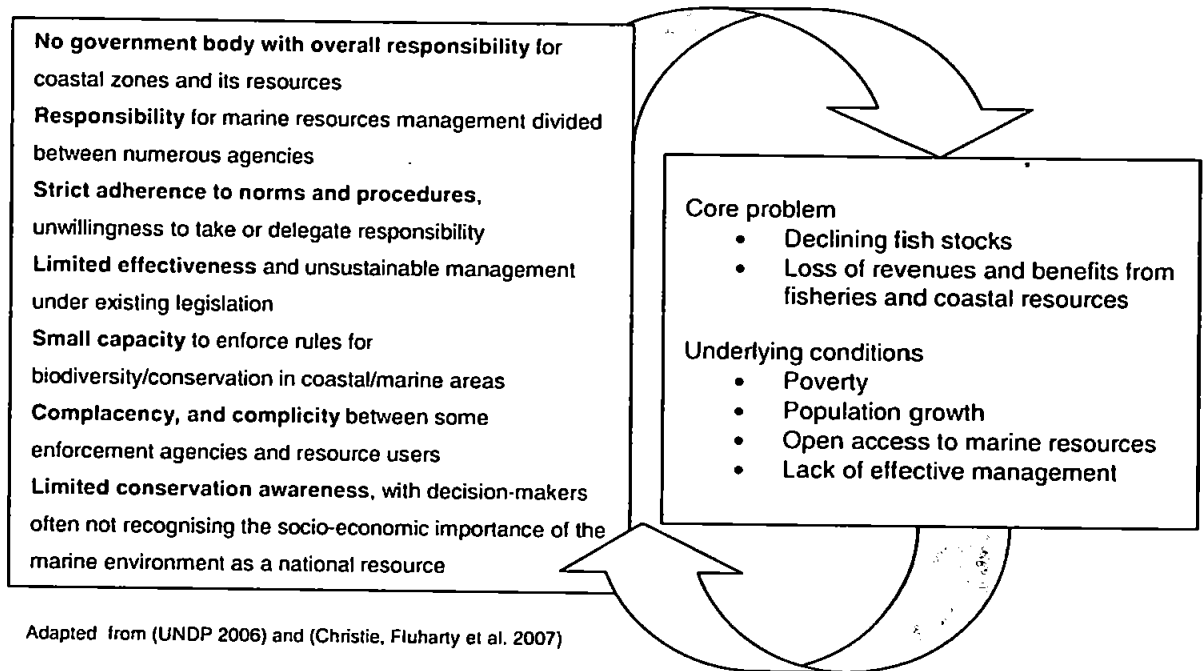 No government body with overall responsibility for
coastal zones and its resources
Responsibility for marine resources management divided
between numerous agencies
Strict adherence to norms and procedures,
unwillingness to take or delegate responsibility
Limited effectiveness and unsustainable management
under existing legislation
Small capacity to enforce rules for
biodiversity/conservation in coastal/marine areas
Complacency, and complicity between some
enforcement agencies and resource users
Limited conservation awareness, with decision-makers
often not recognising the socio-economic importance of the
marine environment as a national resource
Core problem
• Declining fish stocks
• Loss of revenues and benefits from
fisheries and coastal resources
Underlying conditions
• Poverty
• Population growth
• Open access to marine resources
• Lack of effective management
Adapted from (UNDP 2006) and (Christie, Fluharty et al. 2007)